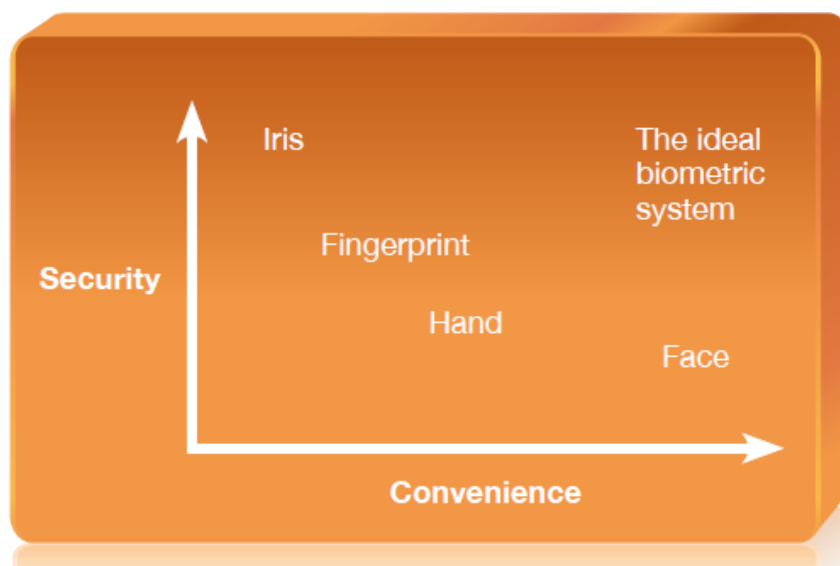 Iris
The ideal
biometric
system
Fingerprint
Security
Hand
Face
Convenience